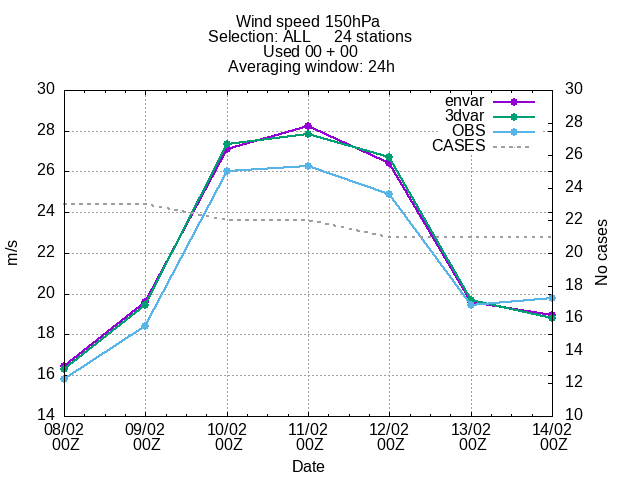 Wind speed 150hPa
Selection: ALL 24 stations
Used 00 + 00
Averaging window: 24h
30 30
envar
3dvar
OBS
CASES
28 28
26 26
24 24
22 22
20 20
18 18
16 16
14 14
12
10
m/s
No cases
08/02 09/02 10/02 11/02 12/02 13/02 14/02
00Z 00Z 00Z 00Z 00Z 00Z 00Z
Date